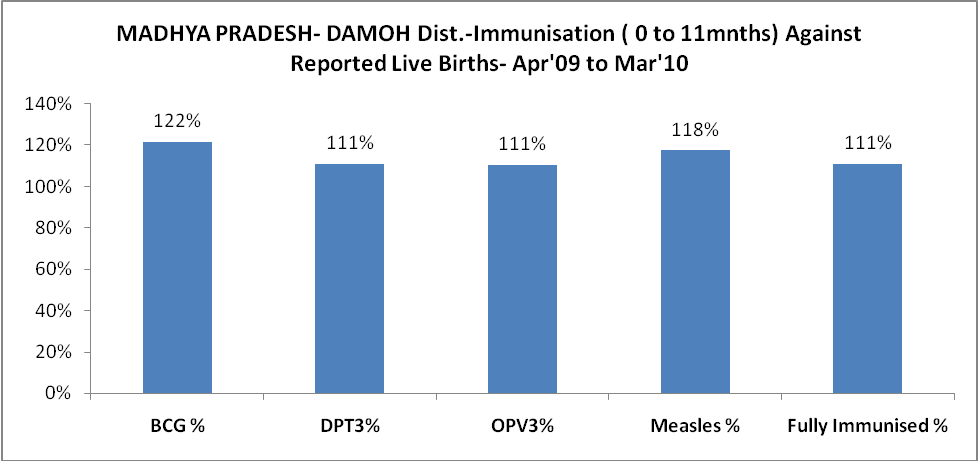 MADHYA PRADESH- DAMOH Dist.-Immunisation ( 0 to 11mnths) Against
Reported Live Births- Apr'09 to Mar'10
140%
120%
100%
80%
60%
40%
20%
0%
122%
111%
111%
118%
111%
BCG %
DPT3%
OPV3%
Measles %
Fully Immunised %